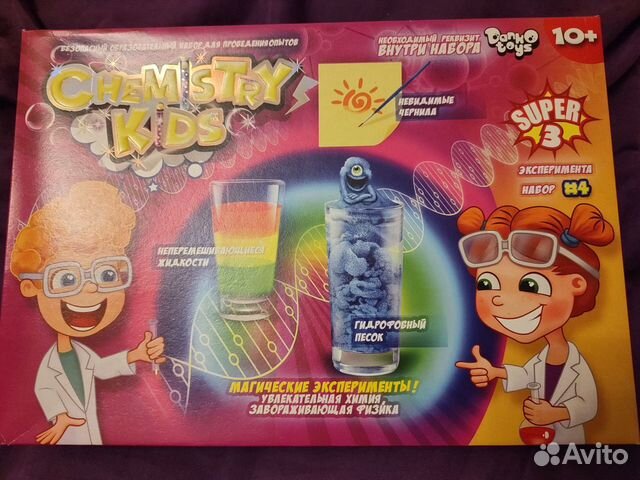 БЕЗОПАСНЫЙ ОБРАЗОВАТЕЛЬНЫЙ НАБОР ДЛЯ ПРОВЕДЕНИЯ ОПЫТОВ
CHEMISTRY
KIDS
НЕОБХОДИМЫЙ РЕКВИЗИТ
ВНУТРИ НАБОРА
Danko
toys
10+
НЕВИДИМЫЕ
ЧЕРНИЛА
SUPER
3
ЭКСПЕРИМЕНТА
НАБОР #4
НЕПЕРЕМЕШИВАЮЩИЕСЯ
ЖИДКОСТИ
ГИДРОФОБНЫЙ
ПЕСОК
МАГИЧЕСКИЕ ЭКСПЕРИМЕНТЫ!
УВЛЕКАТЕЛЬНАЯ ХИМИЯ,
ЗАВОРАЖИВАЮЩАЯ ФИЗИКА
Avito